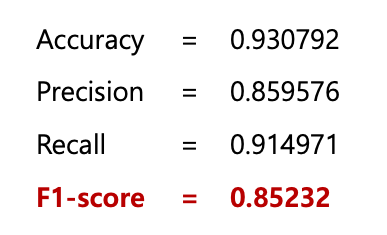 Accuracy = 0.930792
Precision = 0.859576
Recall = 0.914971
F1-score = 0.85232